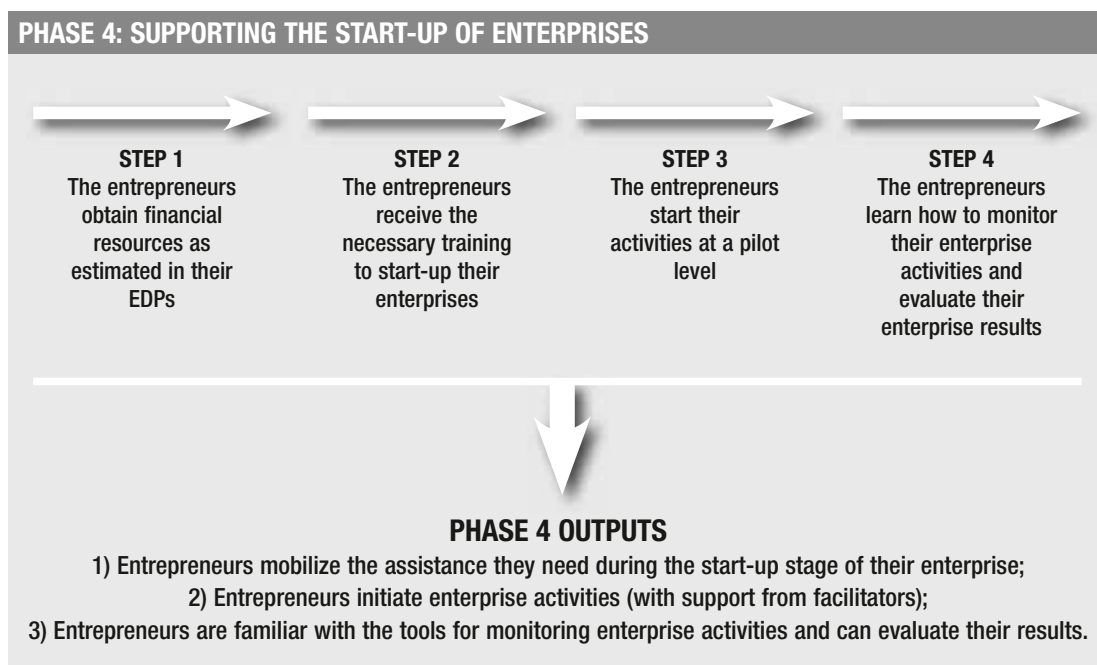 PHASE 4: SUPPORTING THE START-UP OF ENTERPRISES
STEP 1
The entrepreneurs
obtain financial
resources as
estimated in their
EDPs
STEP 2
The entrepreneurs
receive the
necessary training
to start-up their
enterprises
STEP 3
The entrepreneurs
start their
activities at a pilot
level
STEP 4
The entrepreneurs
learn how to monitor
their enterprise
activities and
evaluate their
enterprise results
PHASE 4 OUTPUTS
1) Entrepreneurs mobilize the assistance they need during the start-up stage of their enterprise;
2) Entrepreneurs initiate enterprise activities (with support from facilitators);
3) Entrepreneurs are familiar with the tools for monitoring enterprise activities and can evaluate their results.